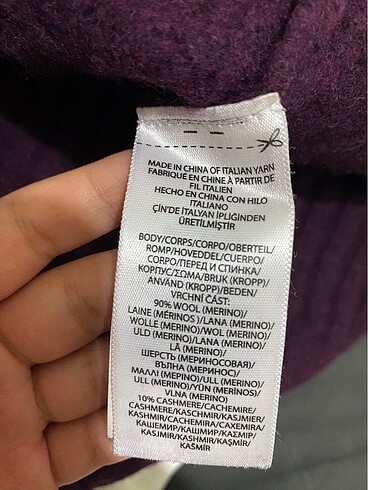 MADE IN CHINA OF ITALIAN YARN
FABRIQUÉ EN CHINE À PARTIR DE
FIL ITALIEN
HECHO EN CHINA CON HILO
ITALIANO
ÇİN'DE İTALYAN İPLİĞİNDEN
ÜRETİLMİŞTİR
BODY/CORPS/CORPO/OBERTEIL/
ROMP/HOVEDDEL/CUERPO/
CORPO/ПЕРЕД И СПИНКА/
КОРПУС/ΣΩΜΑ/BRUK (KROPP)/
ANVÄND (KROPP)/BEDEN/
VRCHNÍ ČÁST:
90% WOOL (MERINO)/
LAINE (MÉRINOS)/LANA (MERINO)/
WOLLE (MERINO)/WOL (MERINO)/
ULD (MERINO)/LANA (MERINO)/
LÃ (MERINO)/
ШЕРСТЬ (МЕРИНОСОВАЯ)/
ВЪЛНА (МЕРИНОС)/
ΜΑΛΛΙ (ΜΕΡΙΝΟ)/ULL (MERINO)/
ULL (MERINO)/YÜN (MERİNOS)/
VLNA (MERINO)
10% CASHMERE/CACHEMIRE/
CASHMERE/KASCHMIR/KASJMIER/
KASHMIR/CACHEMIRA/CAXEMIRA/
КАШЕМИР/КАШМИР/ΚΑΣΜΙΡ/
KASJMIR/KASHMIR/KAŞMİR/
KAŠMÍR